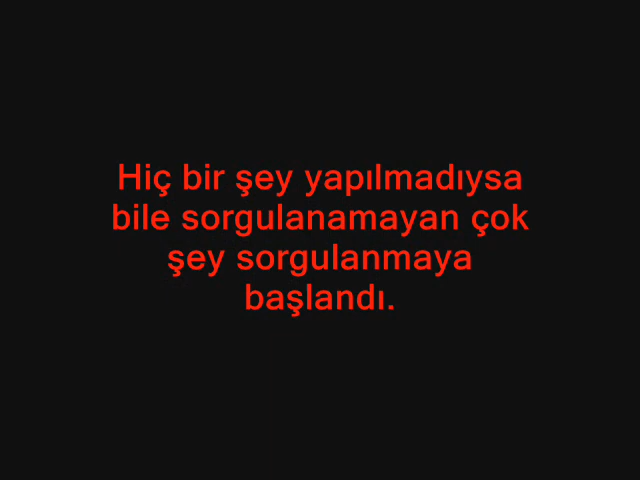 Hiç bir şey yapılmadıysa
bile sorgulanamayan çok
şey sorgulanmaya
başlandı.